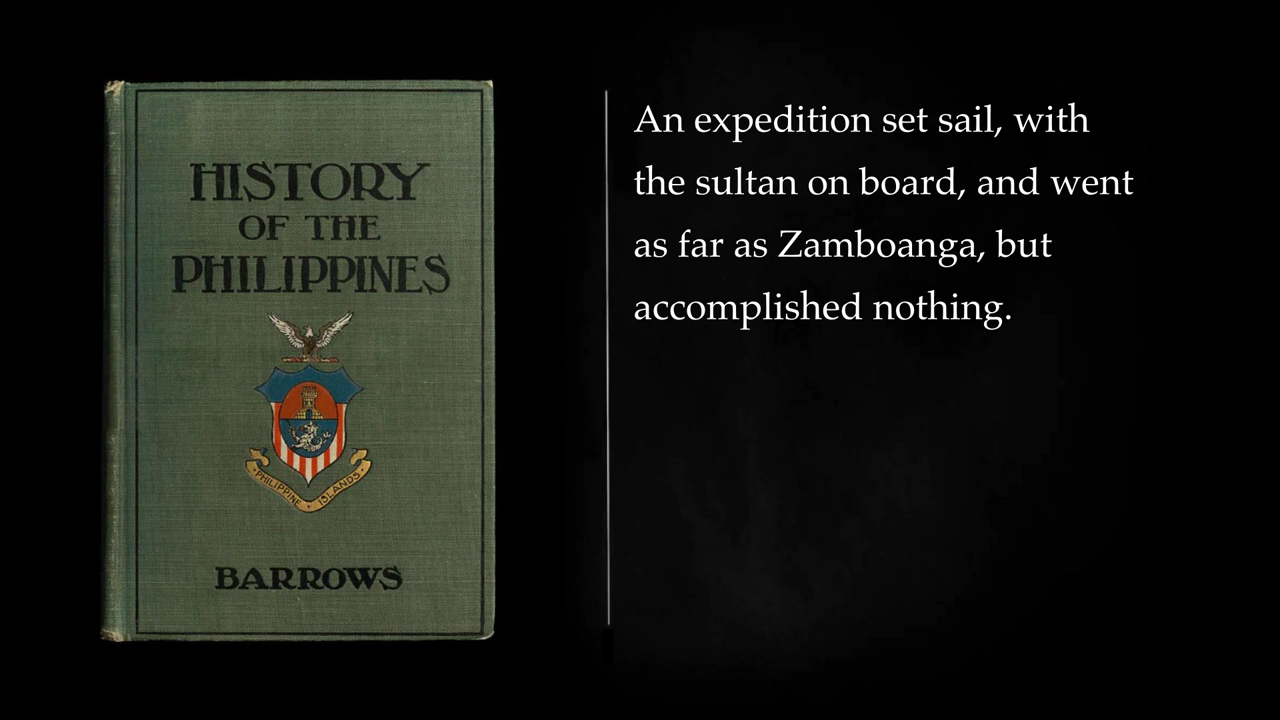 HISTORY
OF THE
PHILIPPINES
PHILIPPINE ISLANDS
BARROWS
An expedition set sail, with
the sultan on board, and went
as far as Zamboanga, but
accomplished nothing.